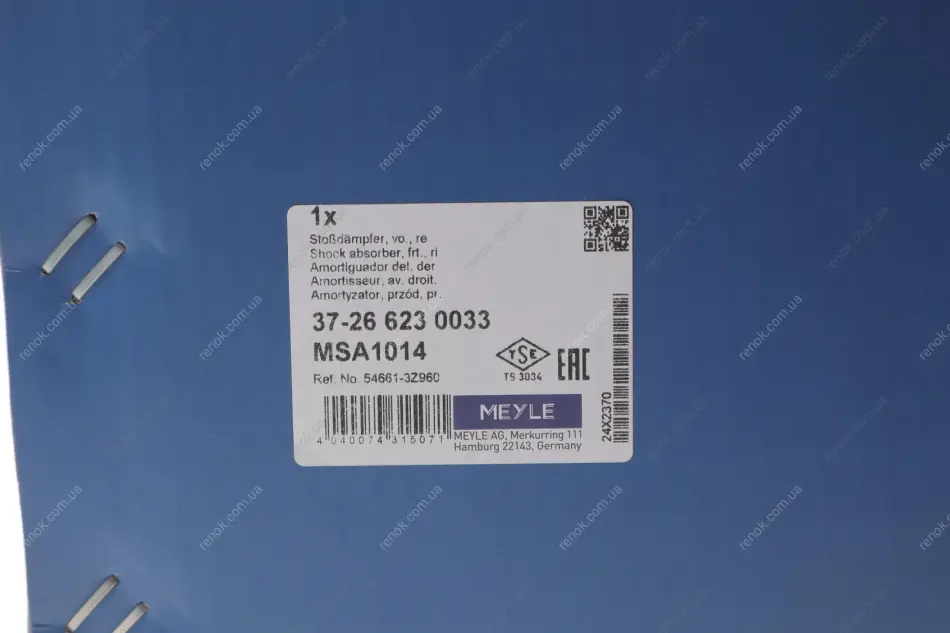 1x
Stoßdämpfer, vo., re
Shock absorber, frt., ri
Amortiguador del. der
Amortisseur, av. droit.
Amortyzator, przód, pr.
37-26 623 0033
MSA1014
Ref. No. 54661-3Z960
TSE
TS 3034
EAC
4 040074 315071
MEYLE
MEYLE AG, Merkurring 111
Hamburg 22143, Germany
24X2370
renok.com.ua